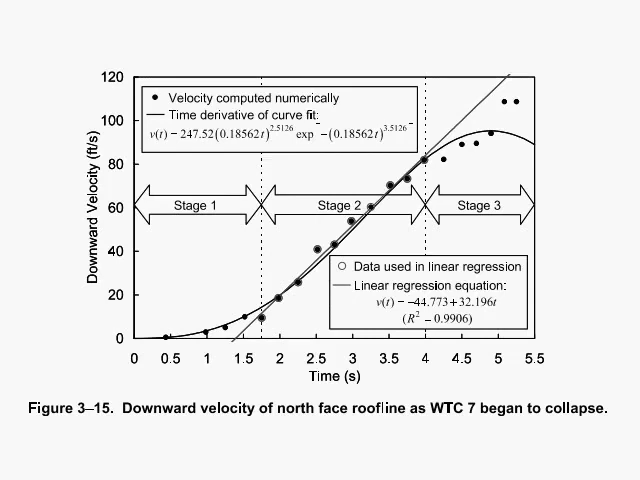 120
100
80
60
40
20
0
Downward Velocity (ft/s)
Velocity computed numerically
Time derivative of curve fit:
v(t) = 247.52(0.18562t)^2.5126 exp[−(0.18562t)^3.5126]
Stage 1
Stage 2
Stage 3
Data used in linear regression
Linear regression equation:
v(t) = −44.773+32.196t
(R² = 0.9906)
0 0.5 1 1.5 2 2.5 3 3.5 4 4.5 5 5.5
Time (s)
Figure 3–15. Downward velocity of north face roofline as WTC 7 began to collapse.